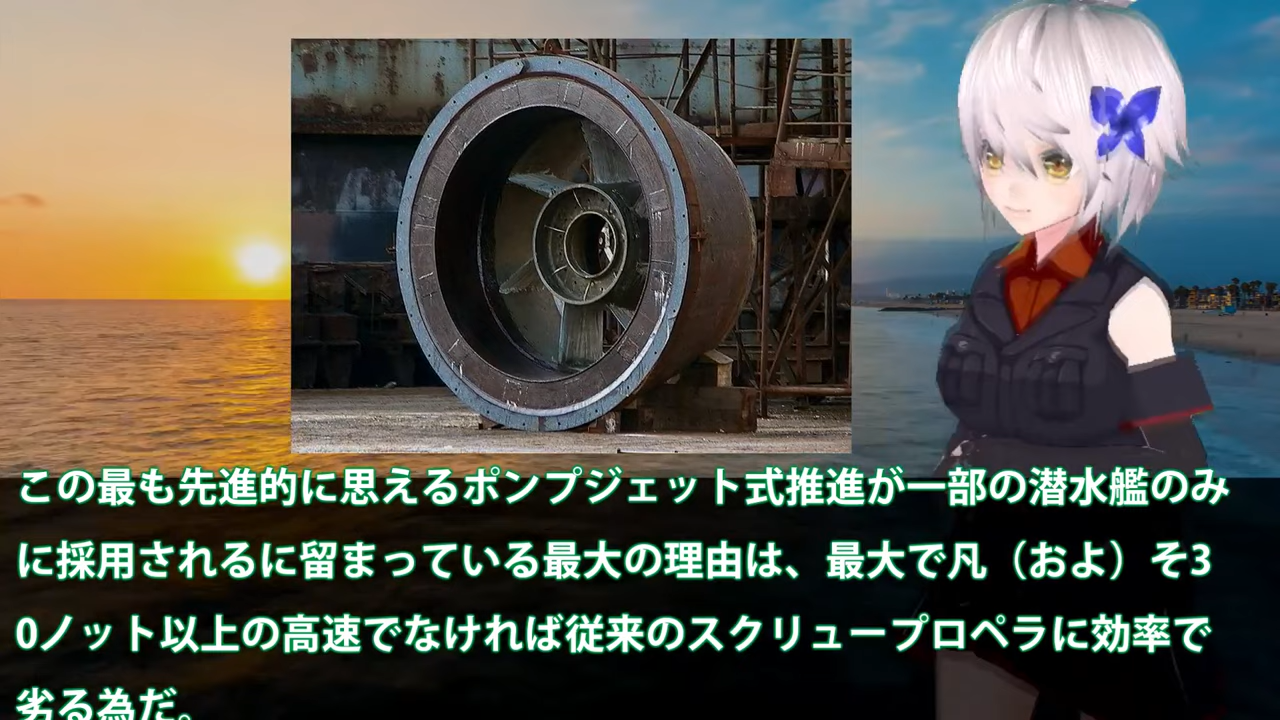 この最も先進的に思えるポンプジェット式推進が一部の潜水艦のみ
に採用されるに留まっている最大の理由は、最大で凡（およ）そ3
0ノット以上の高速でなければ従来のスクリュープロペラに効率で
劣る為だ。